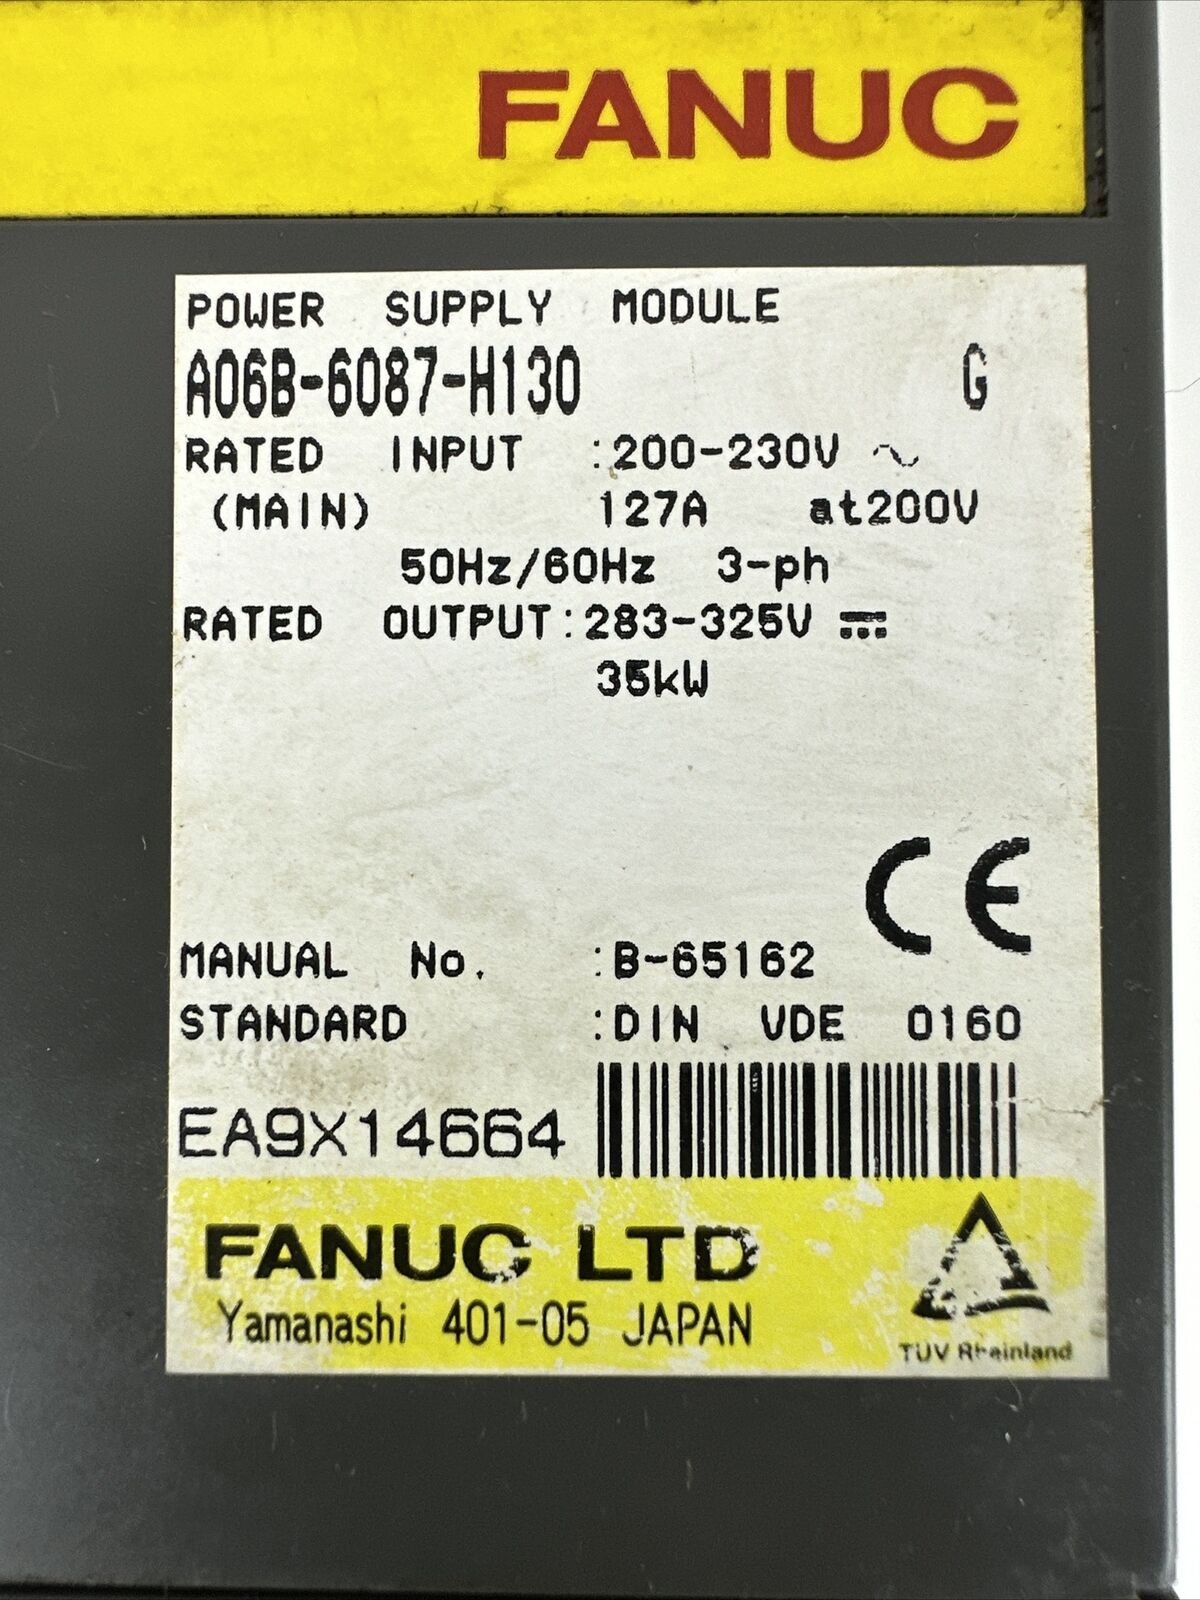 FANUC
POWER SUPPLY MODULE
A06B-6087-H130 G
RATED INPUT :200-230V ∿
(MAIN) 127A at200V
50Hz/60Hz 3-ph
RATED OUTPUT:283-325V ⎓
35kW
CE
MANUAL No. :B-65162
STANDARD :DIN VDE 0160
EA9X14664
FANUC LTD
Yamanashi 401-05 JAPAN
TÜV Rheinland